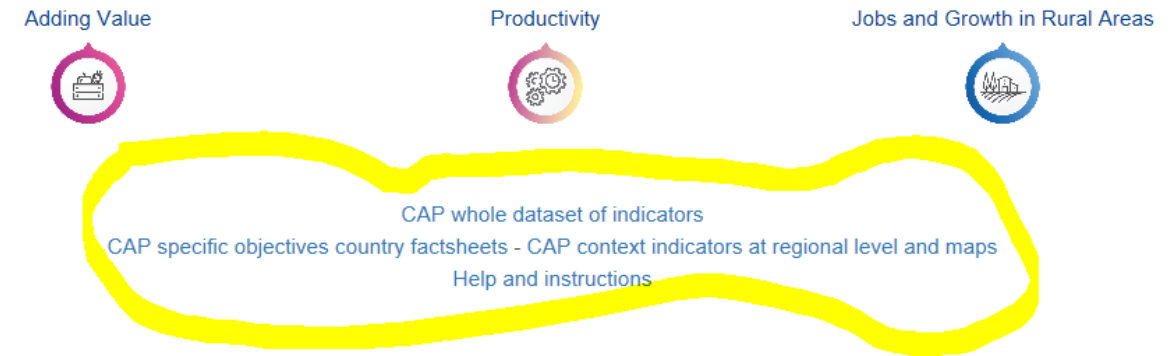 Adding Value
Productivity
Jobs and Growth in Rural Areas
CAP whole dataset of indicators
CAP specific objectives country factsheets - CAP context indicators at regional level and maps
Help and instructions